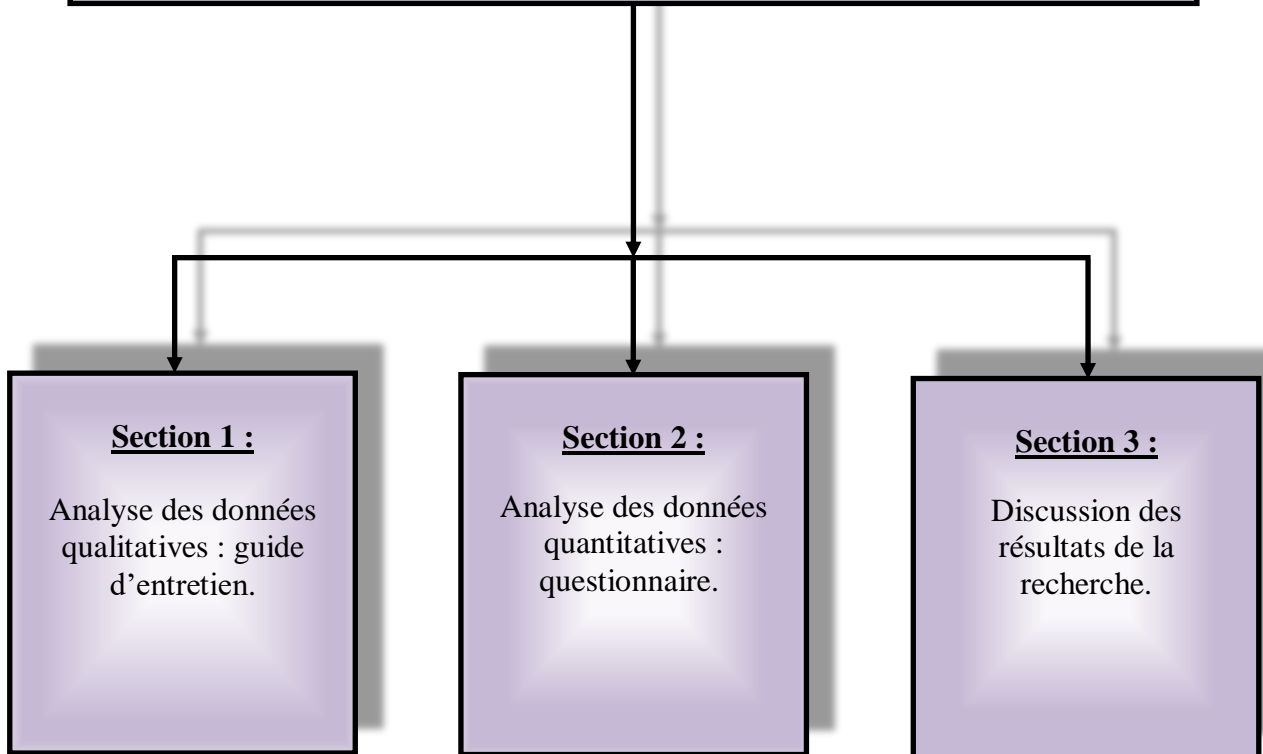 Section 1 :
Analyse des données
qualitatives : guide
d’entretien.
Section 2 :
Analyse des données
quantitatives :
questionnaire.
Section 3 :
Discussion des
résultats de la
recherche.